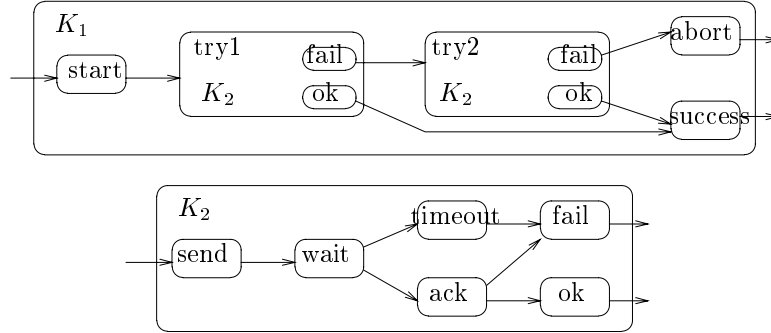 K₁
start
try1
K₂
fail
ok
try2
K₂
fail
ok
abort
success
K₂
send
wait
timeout
ack
fail
ok